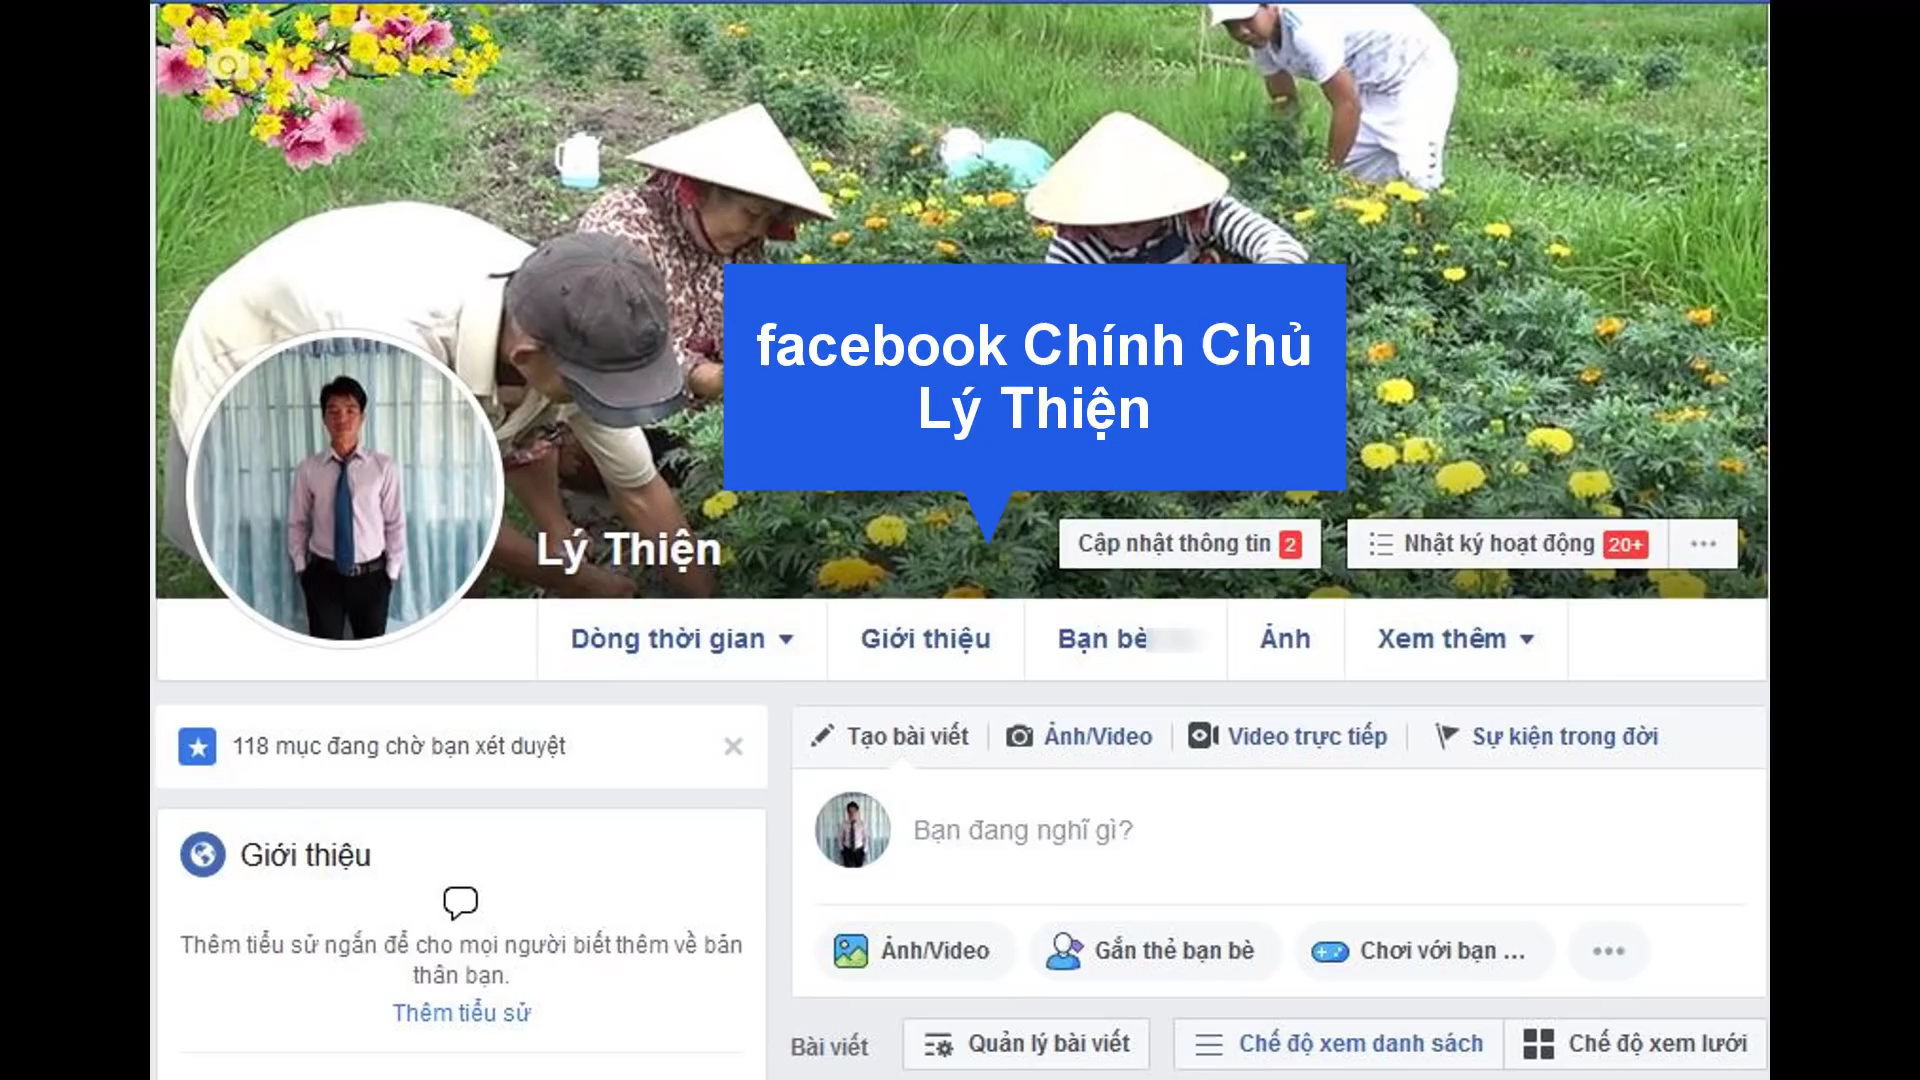 facebook Chính Chủ
Lý Thiện
Lý Thiện
Cập nhật thông tin 2
Nhật ký hoạt động 20+
Dòng thời gian
Giới thiệu
Bạn bè
Ảnh
Xem thêm
118 mục đang chờ bạn xét duyệt
Giới thiệu
Thêm tiểu sử ngắn để cho mọi người biết thêm về bản
thân bạn.
Thêm tiểu sử
Tạo bài viết
Ảnh/Video
Video trực tiếp
Sự kiện trong đời
Bạn đang nghĩ gì?
Ảnh/Video
Gắn thẻ bạn bè
Chơi với bạn ...
Bài viết
Quản lý bài viết
Chế độ xem danh sách
Chế độ xem lưới